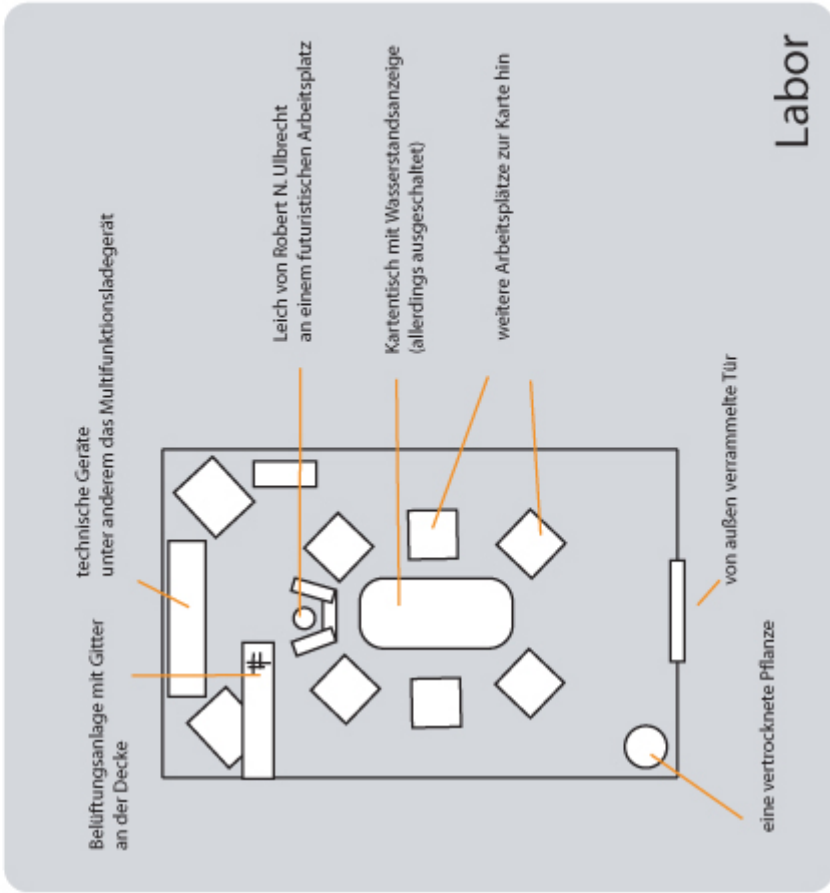 Labor
Belüftungsanlage mit Gitter
an der Decke
technische Geräte
unter anderem das Multifunktionsladegerät
Leich von Robert N. Ulbrecht
an einem futuristischen Arbeitsplatz
Kartentisch mit Wasserstandsanzeige
(allerdings ausgeschaltet)
weitere Arbeitsplätze zur Karte hin
von außen verrammelte Tür
eine vertrocknete Pflanze